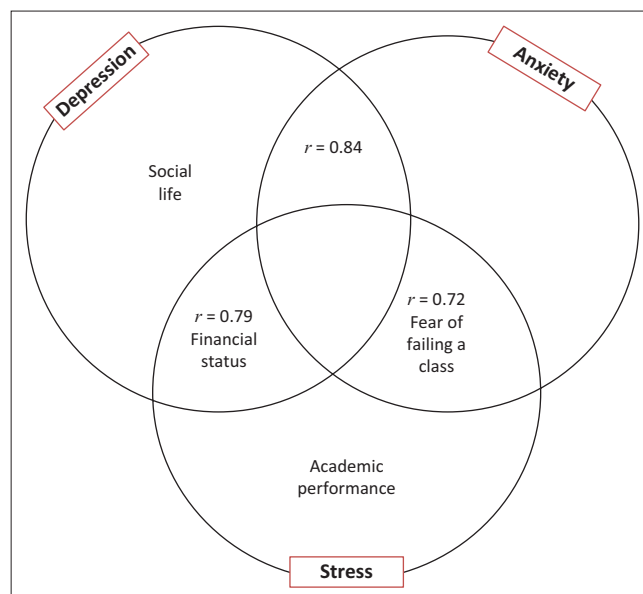 Depression
Anxiety
r = 0.84
Social
life
r = 0.79
Financial
status
r = 0.72
Fear of
failing a
class
Academic
performance
Stress